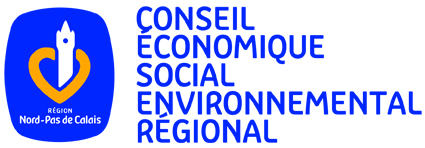 RÉGION
Nord-Pas de Calais
CONSEIL
ÉCONOMIQUE
SOCIAL
ENVIRONNEMENTAL
RÉGIONAL